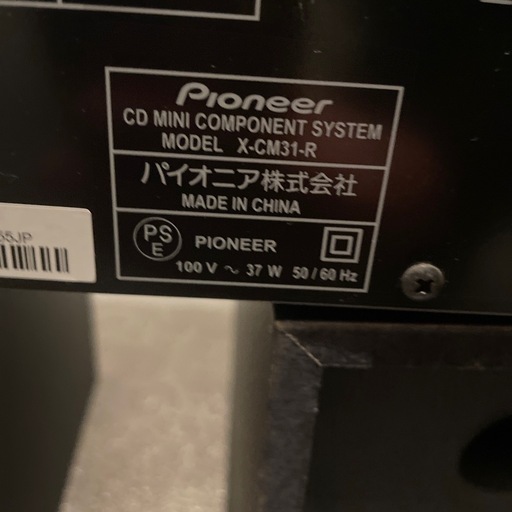 Pioneer
CD MINI COMPONENT SYSTEM
MODEL X-CM31-R
パイオニア株式会社
MADE IN CHINA
PS
E
PIONEER
100 V ~ 37 W 50/60 Hz